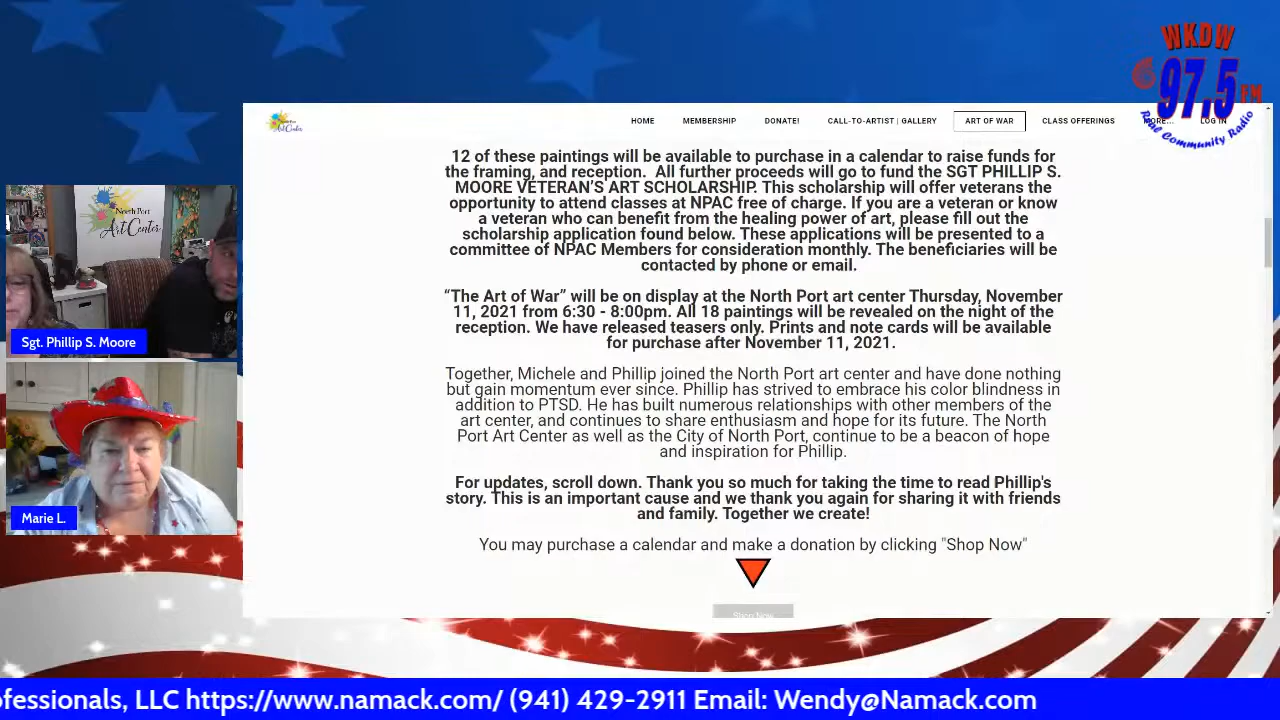 WKDW
97.5 FM
Real Community Radio
North Port
Art Center
HOME MEMBERSHIP DONATE! CALL-TO-ARTIST | GALLERY ART OF WAR CLASS OFFERINGS MORE... LOG IN
12 of these paintings will be available to purchase in a calendar to raise funds for
the framing, and reception. All further proceeds will go to fund the SGT PHILLIP S.
MOORE VETERAN'S ART SCHOLARSHIP. This scholarship will offer veterans the
opportunity to attend classes at NPAC free of charge. If you are a veteran or know
a veteran who can benefit from the healing power of art, please fill out the
scholarship application found below. These applications will be presented to a
committee of NPAC Members for consideration monthly. The beneficiaries will be
contacted by phone or email.
“The Art of War” will be on display at the North Port art center Thursday, November
11, 2021 from 6:30 - 8:00pm. All 18 paintings will be revealed on the night of the
reception. We have released teasers only. Prints and note cards will be available
for purchase after November 11, 2021.
Together, Michele and Phillip joined the North Port art center and have done nothing
but gain momentum ever since. Phillip has strived to embrace his color blindness in
addition to PTSD. He has built numerous relationships with other members of the
art center, and continues to share enthusiasm and hope for its future. The North
Port Art Center as well as the City of North Port, continue to be a beacon of hope
and inspiration for Phillip.
For updates, scroll down. Thank you so much for taking the time to read Phillip's
story. This is an important cause and we thank you again for sharing it with friends
and family. Together we create!
You may purchase a calendar and make a donation by clicking "Shop Now"
Shop Now
North Port
Art Center
Sgt. Phillip S. Moore
Marie L.
ofessionals, LLC https://www.namack.com/ (941) 429-2911 Email: Wendy@Namack.com